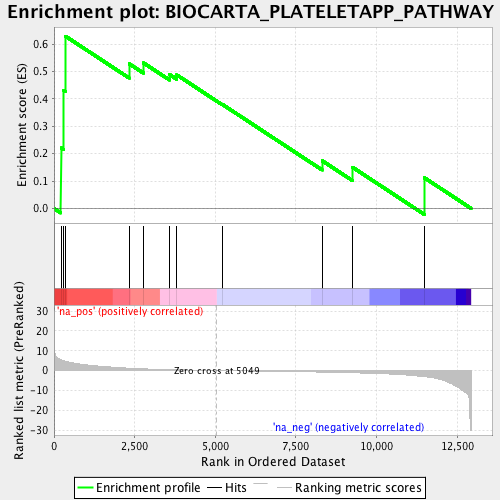 Enrichment plot: BIOCARTA_PLATELETAPP_PATHWAY
Enrichment score (ES)
0.6
0.5
0.4
0.3
0.2
0.1
0.0
'na_pos' (positively correlated)
Ranked list metric (PreRanked)
30
20
10
0
-10
-20
-30
Zero cross at 5049
'na_neg' (negatively correlated)
0
2,500
5,000
7,500
10,000
12,500
Rank in Ordered Dataset
Enrichment profile
Hits
Ranking metric scores